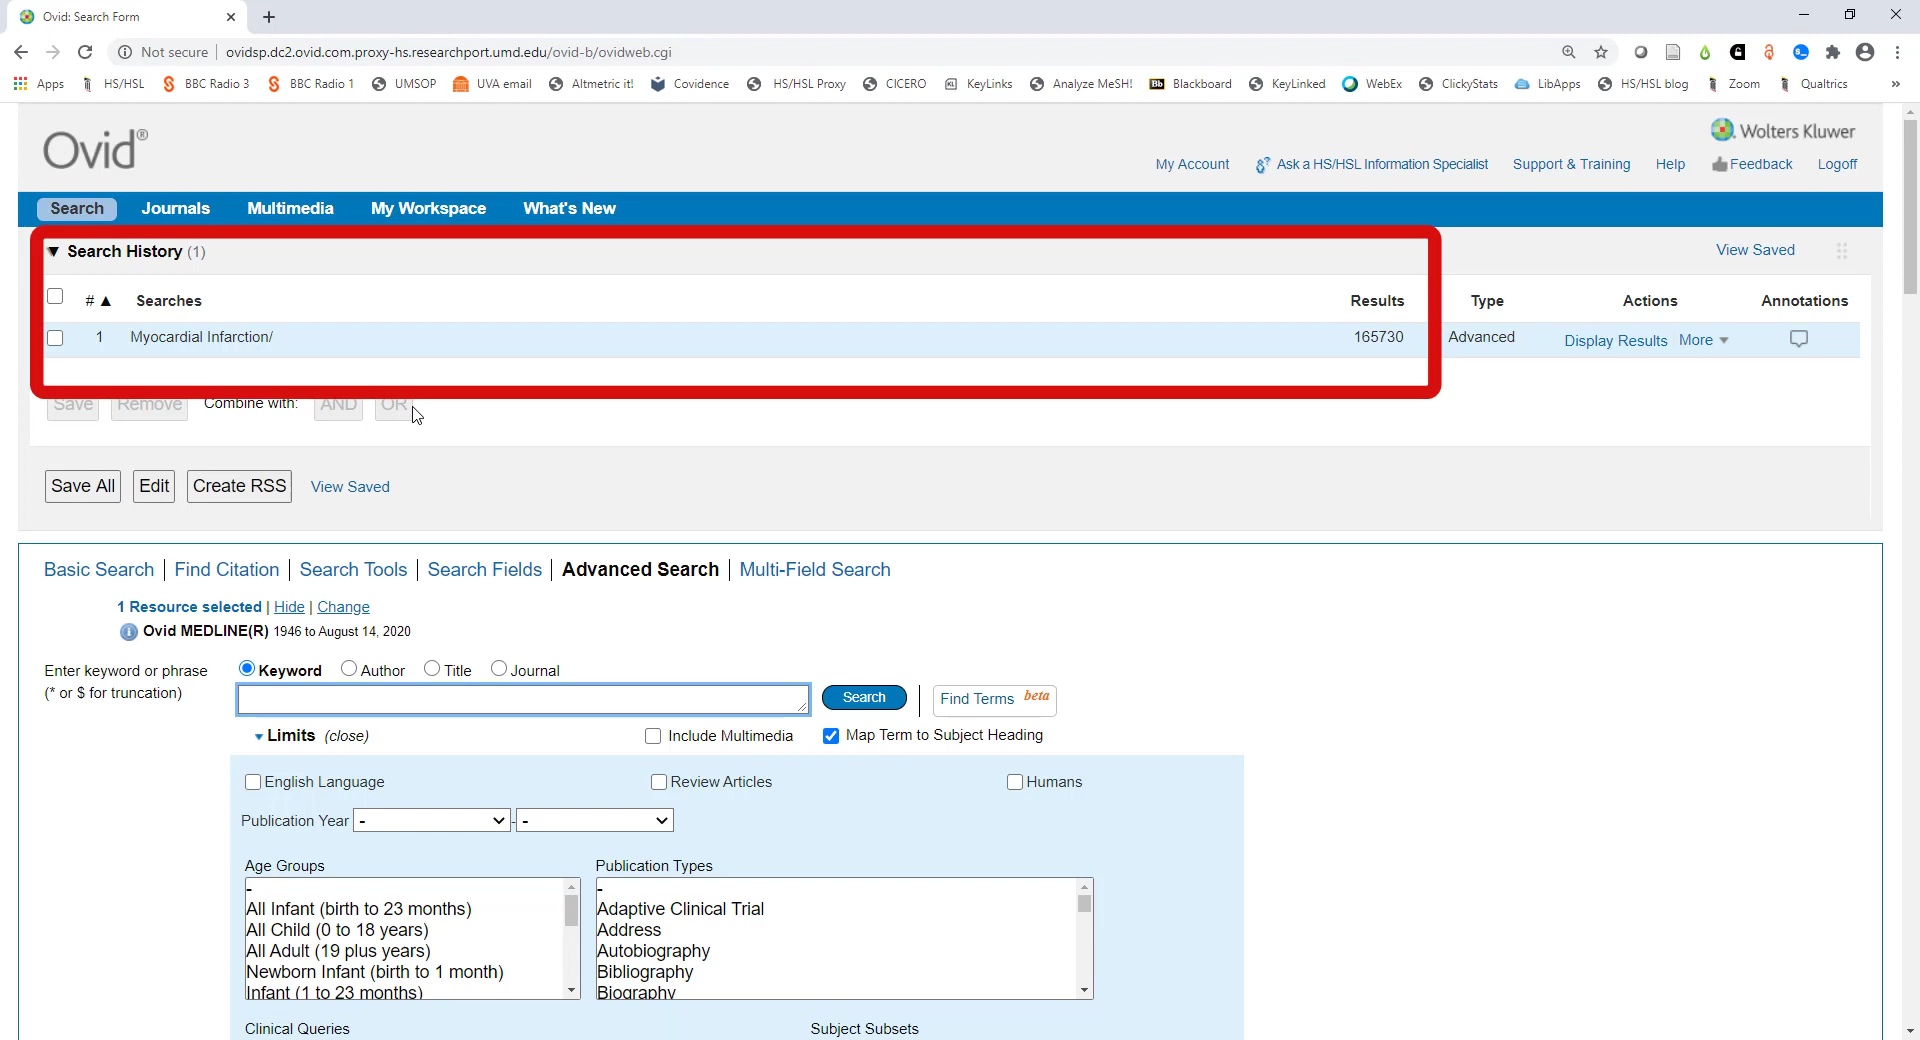 Ovid: Search Form
Not secure | ovidsp.dc2.ovid.com.proxy-hs.researchport.umd.edu/ovid-b/ovidweb.cgi
Apps HS/HSL BBC Radio 3 BBC Radio 1 UMSOP UVA email Altmetric it! Covidence HS/HSL Proxy CICERO KeyLinks Analyze MeSH! Bb Blackboard KeyLinked WebEx ClickyStats LibApps HS/HSL blog Zoom Qualtrics »
Ovid®
Wolters Kluwer
My Account Ask a HS/HSL Information Specialist Support & Training Help Feedback Logoff
Search Journals Multimedia My Workspace What's New
▼ Search History (1) View Saved
# ▲ Searches Results Type Actions Annotations
1 Myocardial Infarction/ 165730 Advanced Display Results More ▼
Save Remove Combine with: AND OR
Save All Edit Create RSS View Saved
Basic Search | Find Citation | Search Tools | Search Fields | Advanced Search | Multi-Field Search
1 Resource selected | Hide | Change
Ovid MEDLINE(R) 1946 to August 14, 2020
Enter keyword or phrase
(* or $ for truncation)
Keyword Author Title Journal
Search Find Terms beta
Limits (close) Include Multimedia Map Term to Subject Heading
English Language Review Articles Humans
Publication Year - - -
Age Groups Publication Types
- -
All Infant (birth to 23 months) Adaptive Clinical Trial
All Child (0 to 18 years) Address
All Adult (19 plus years) Autobiography
Newborn Infant (birth to 1 month) Bibliography
Infant (1 to 23 months) Biography
Clinical Queries Subject Subsets